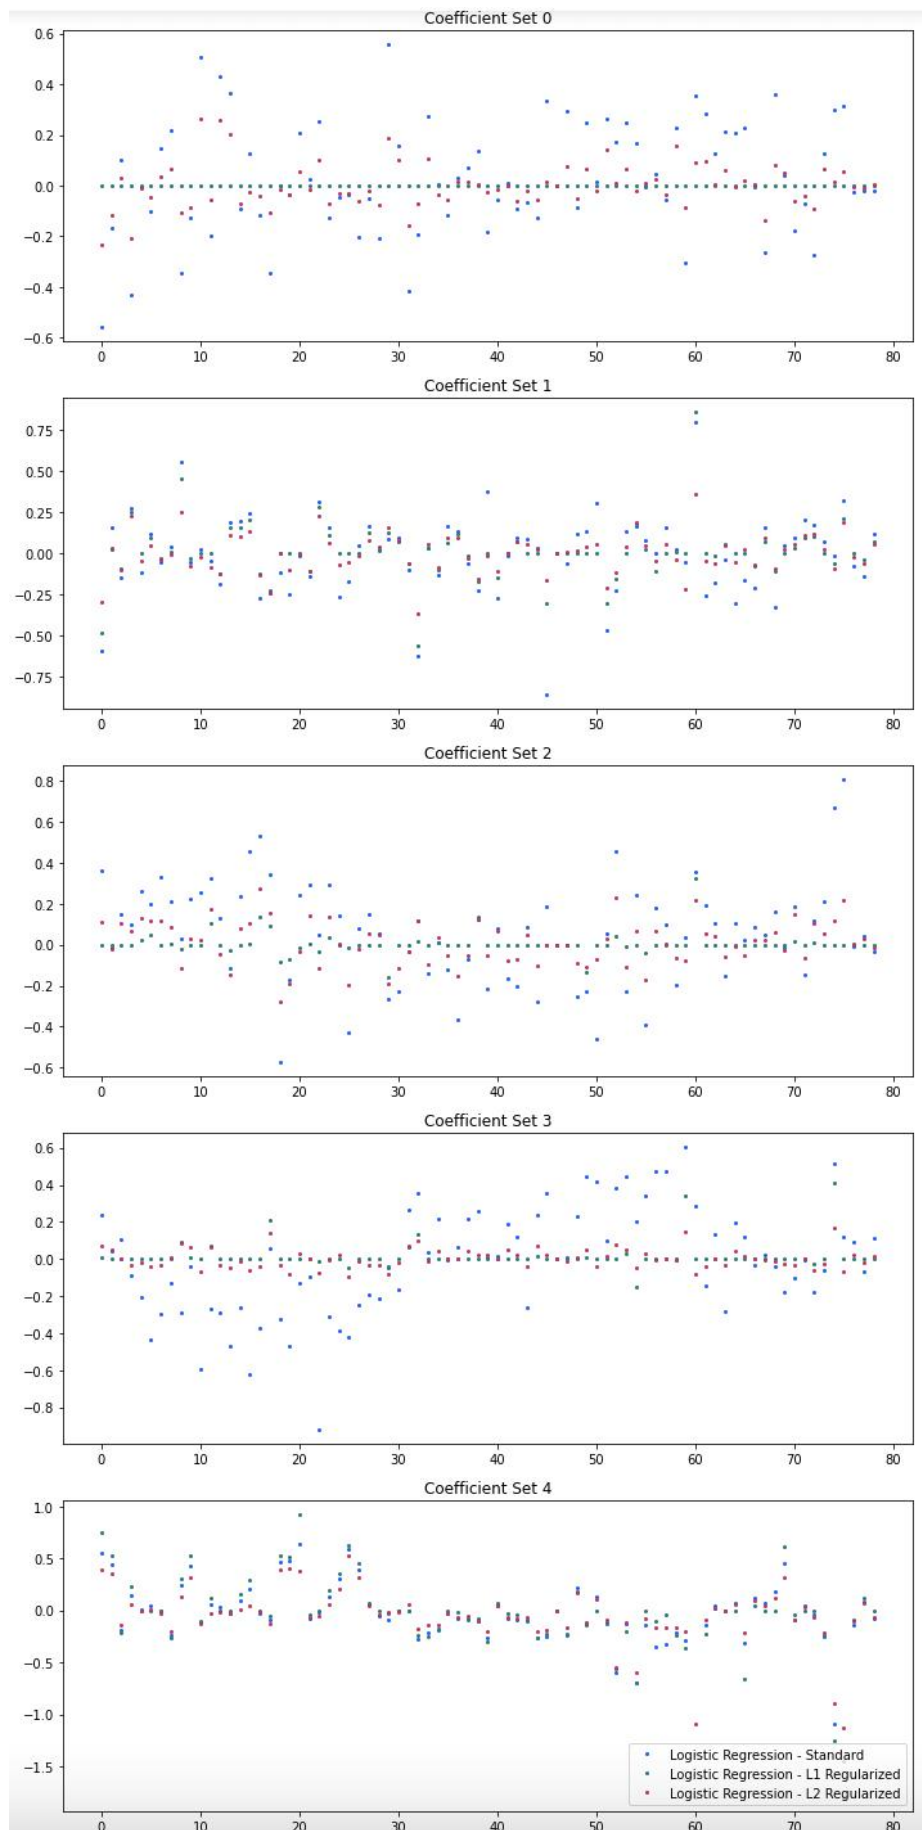 Coefficient Set 0
0.6
0.4
0.2
0.0
−0.2
−0.4
−0.6
0 10 20 30 40 50 60 70 80
Coefficient Set 1
0.75
0.50
0.25
0.00
−0.25
−0.50
−0.75
0 10 20 30 40 50 60 70 80
Coefficient Set 2
0.8
0.6
0.4
0.2
0.0
−0.2
−0.4
−0.6
0 10 20 30 40 50 60 70 80
Coefficient Set 3
0.6
0.4
0.2
0.0
−0.2
−0.4
−0.6
−0.8
0 10 20 30 40 50 60 70 80
Coefficient Set 4
1.0
0.5
0.0
−0.5
−1.0
−1.5
Logistic Regression - Standard
Logistic Regression - L1 Regularized
Logistic Regression - L2 Regularized
0 10 20 30 40 50 60 70 80